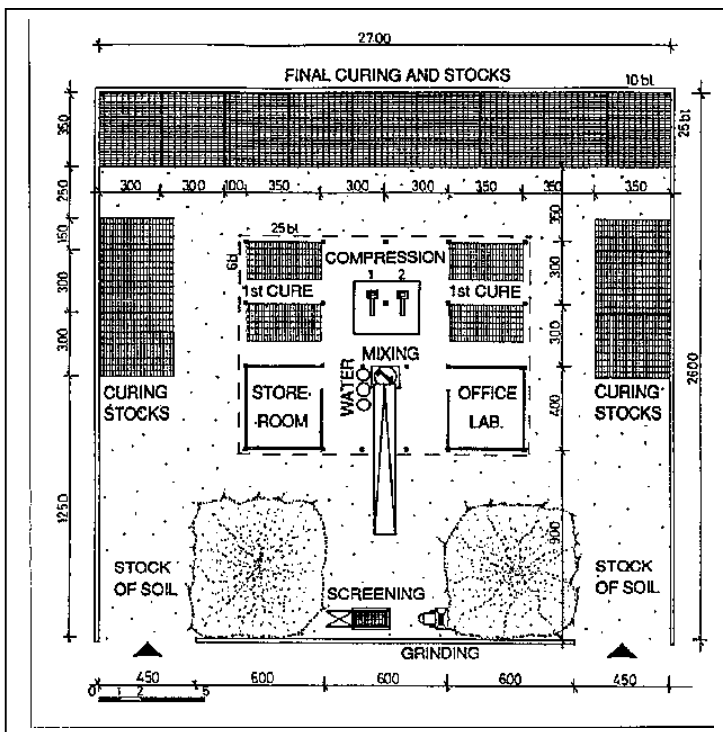 2700
FINAL CURING AND STOCKS
10 bl.
350
25 bl
250
300 300 100 350 300 300 350 350 350
150
25 bl.
6 bl
COMPRESSION
1 2
350
300
1st CURE
1st CURE
300
300
300
MIXING
WATER
STORE-
ROOM
OFFICE
LAB.
CURING
STOCKS
CURING
STOCKS
400
2600
1250
900
STOCK
OF SOIL
STOCK
OF SOIL
SCREENING
GRINDING
450 600 600 600 450
0 1 2 5